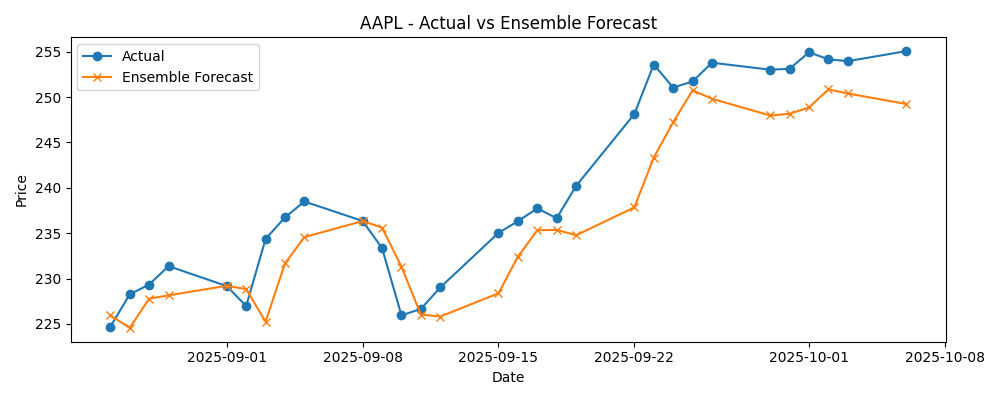 AAPL - Actual vs Ensemble Forecast
Actual
Ensemble Forecast
255
250
245
240
235
230
225
Price
2025-09-01 2025-09-08 2025-09-15 2025-09-22 2025-10-01 2025-10-08
Date